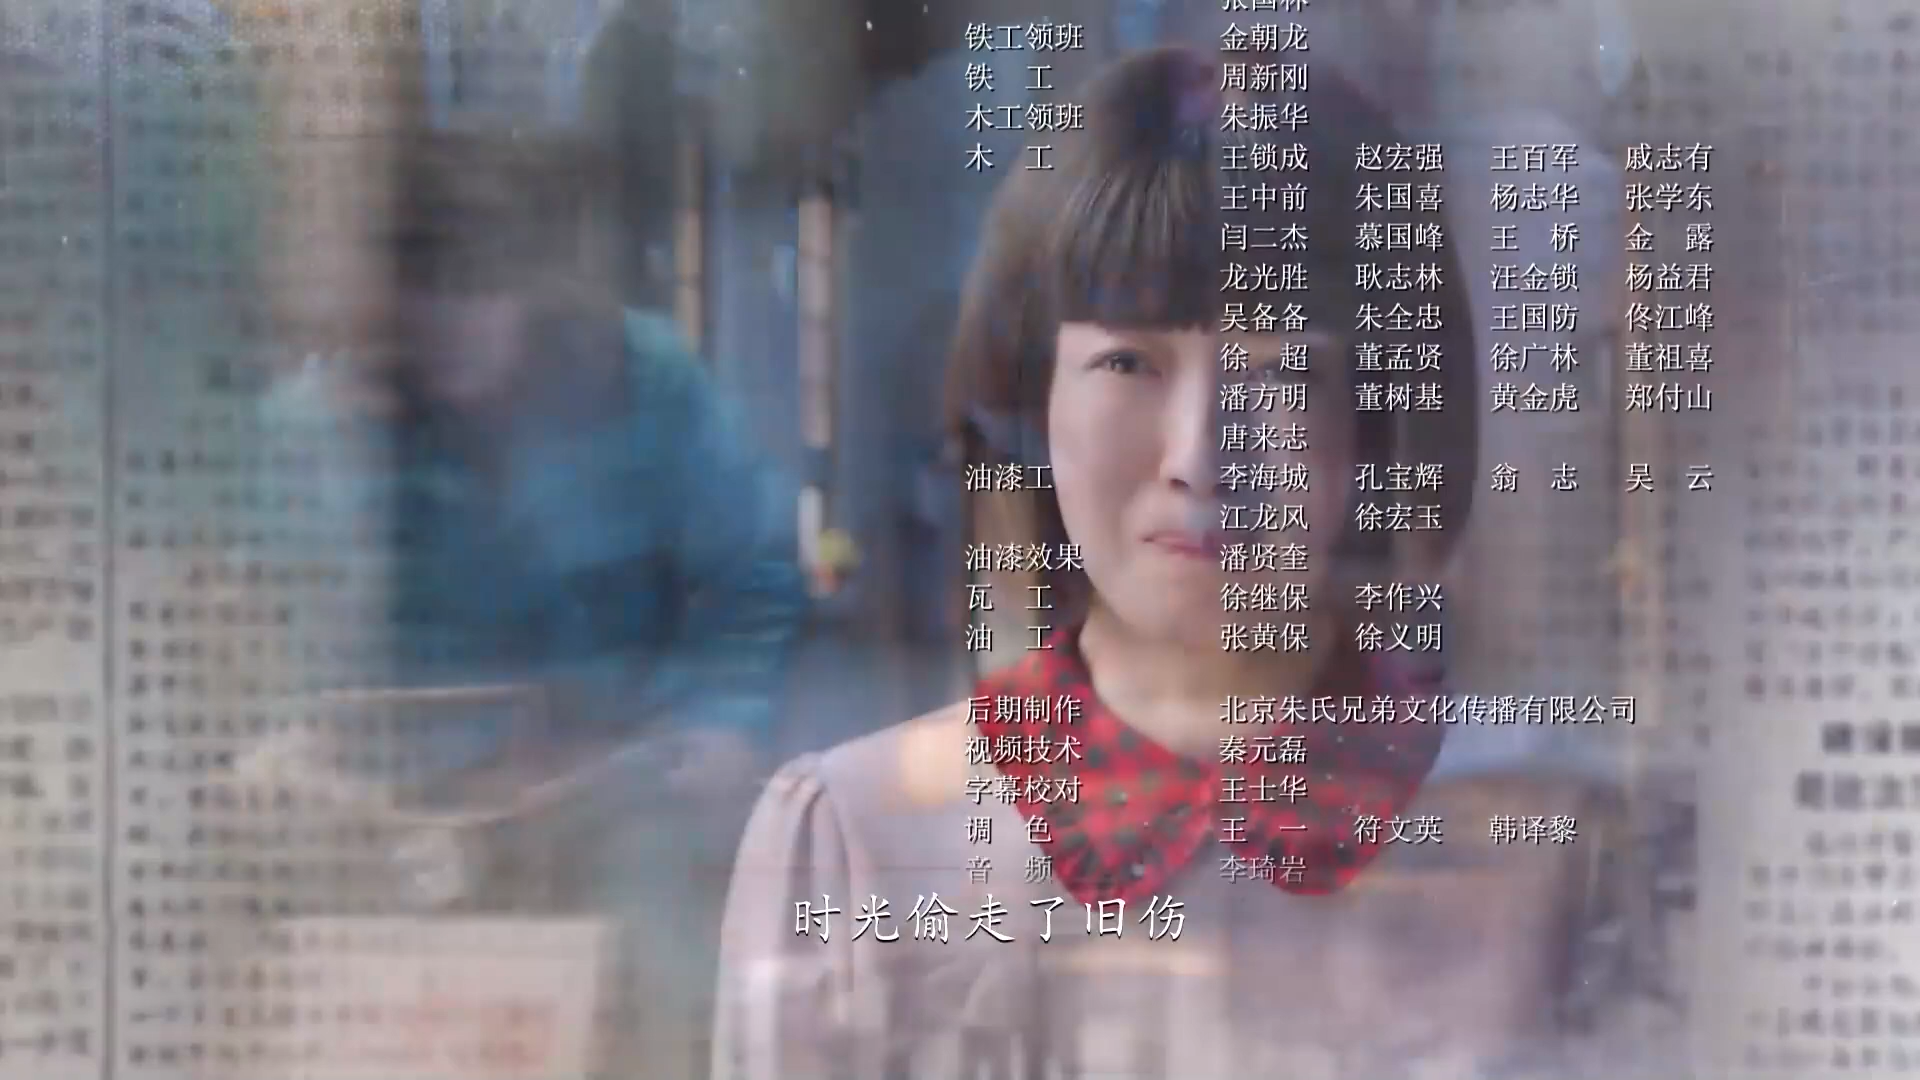 铁工领班 金朝龙
铁 工 周新刚
木工领班 朱振华
木 工 王锁成 赵宏强 王百军 戚志有
王中前 朱国喜 杨志华 张学东
闫二杰 慕国峰 王 桥 金 露
龙光胜 耿志林 汪金锁 杨益君
吴备备 朱全忠 王国防 佟江峰
徐 超 董孟贤 徐广林 董祖喜
潘方明 董树基 黄金虎 郑付山
唐来志
油漆工 李海城 孔宝辉 翁 志 吴 云
江龙风 徐宏玉
油漆效果 潘贤奎
瓦 工 徐继保 李作兴
油 工 张黄保 徐义明
后期制作 北京朱氏兄弟文化传播有限公司
视频技术 秦元磊
字幕校对 王士华
调 色 王 一 符文英 韩译黎
音 频 李琦岩
时光偷走了旧伤